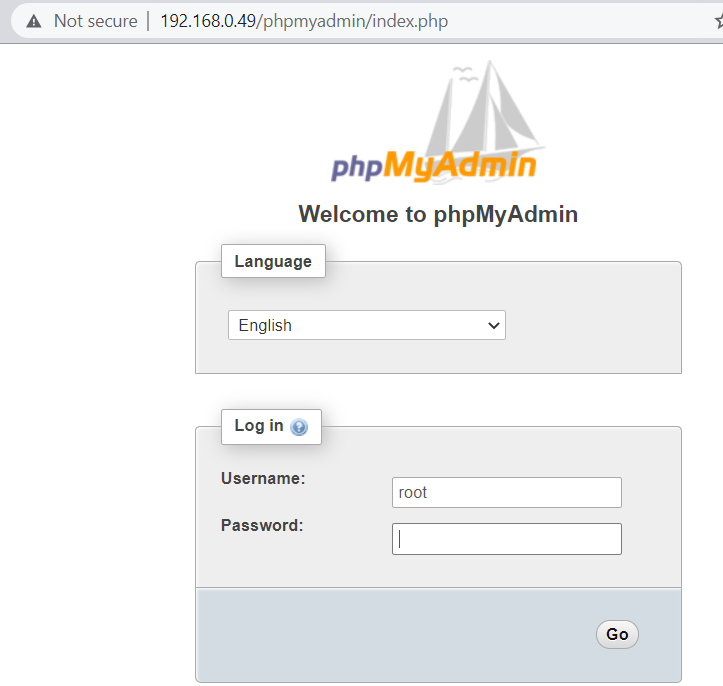 Not secure | 192.168.0.49/phpmyadmin/index.php
phpMyAdmin
Welcome to phpMyAdmin
Language
English
Log in
Username:
root
Password:
Go